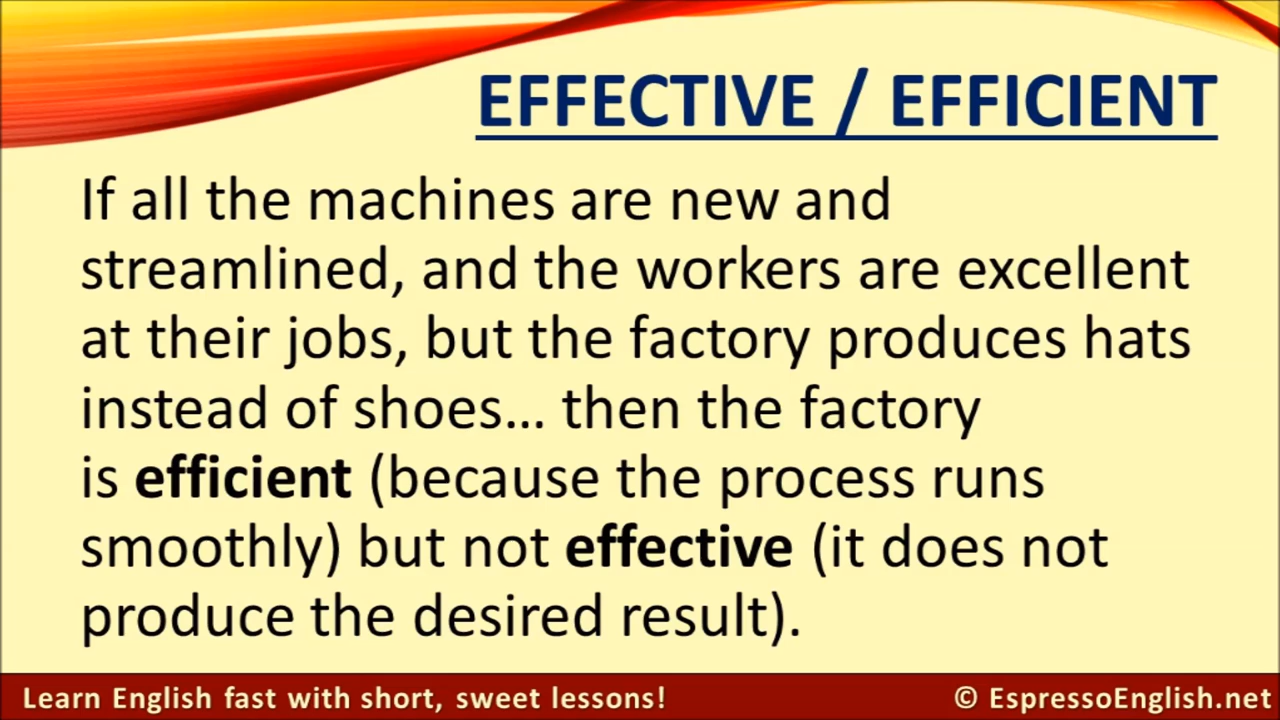 EFFECTIVE / EFFICIENT
If all the machines are new and
streamlined, and the workers are excellent
at their jobs, but the factory produces hats
instead of shoes… then the factory
is efficient (because the process runs
smoothly) but not effective (it does not
produce the desired result).
Learn English fast with short, sweet lessons!
© EspressoEnglish.net